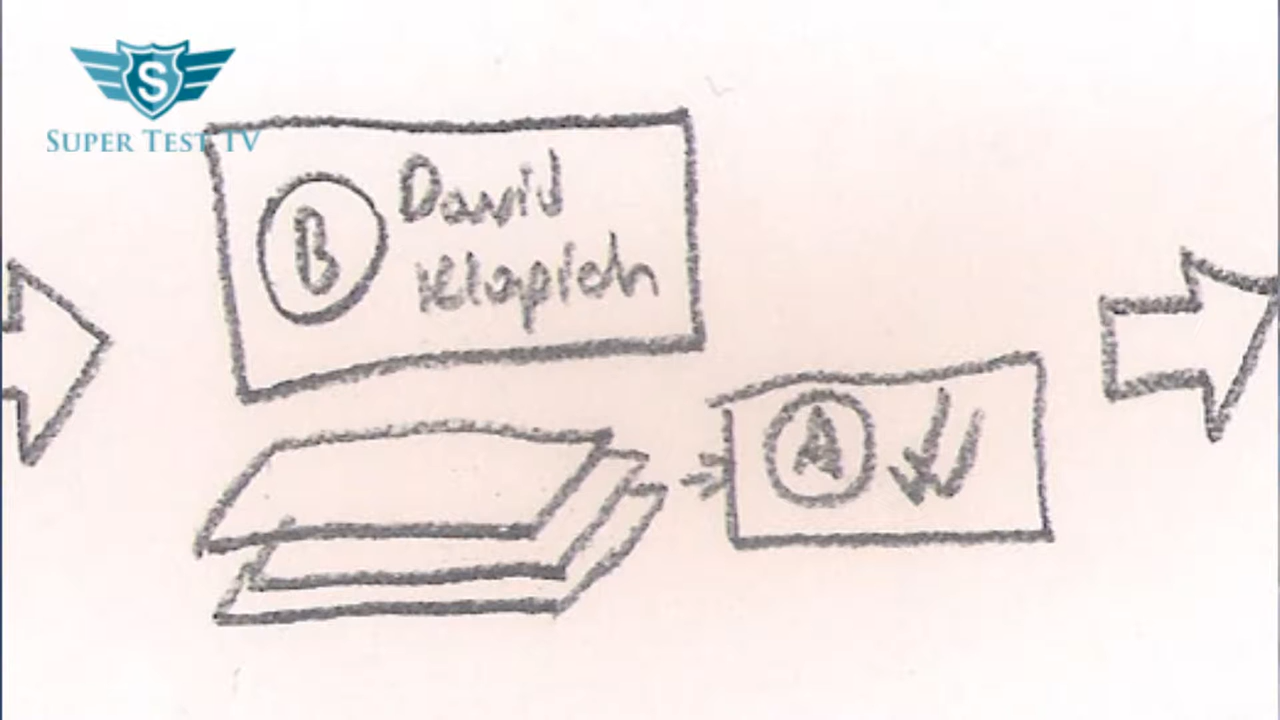 S
SUPER TEST TV
B
David
Klapich
A